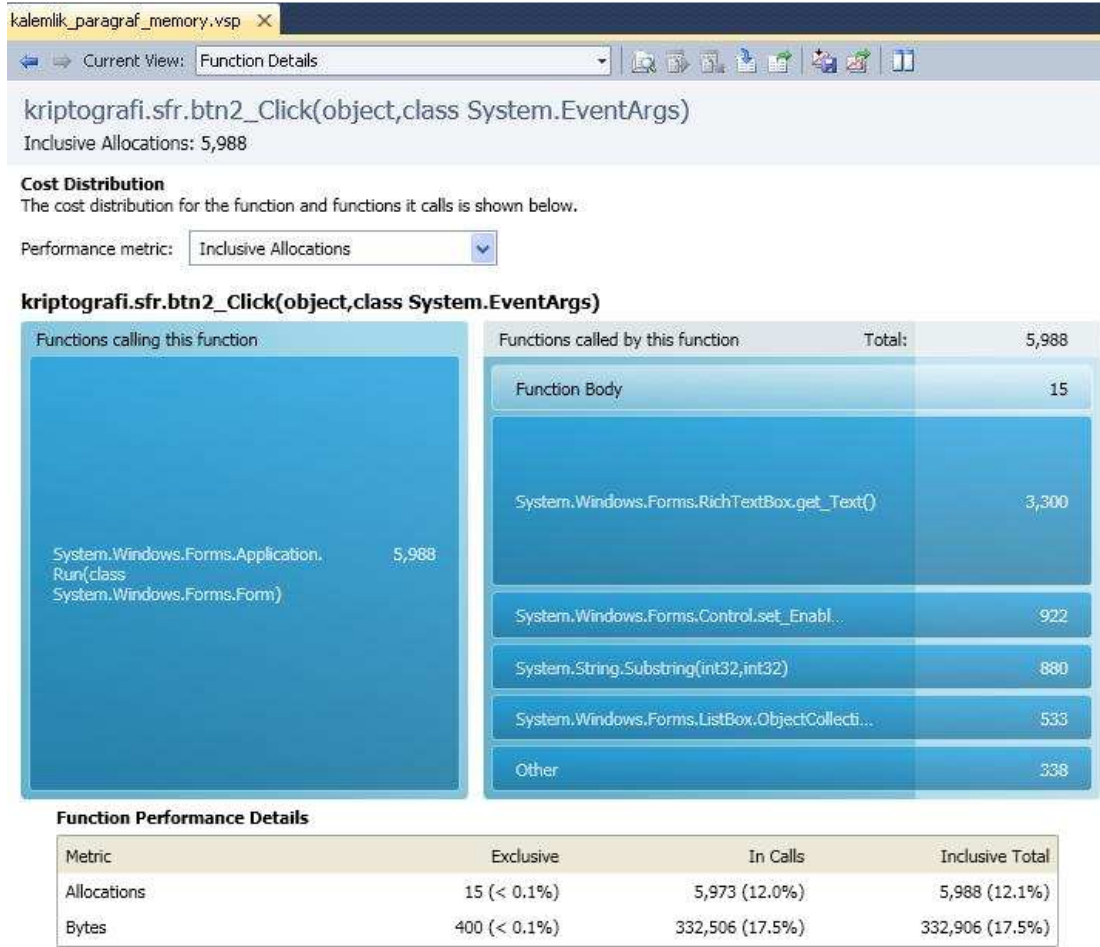 kalemlik_paragraf_memory.vsp X
Current View: Function Details
kriptografi.sfr.btn2_Click(object,class System.EventArgs)
Inclusive Allocations: 5,988
Cost Distribution
The cost distribution for the function and functions it calls is shown below.
Performance metric: Inclusive Allocations
kriptografi.sfr.btn2_Click(object,class System.EventArgs)
Functions calling this function
System.Windows.Forms.Application. 5,988
Run(class
System.Windows.Forms.Form)
Functions called by this function Total: 5,988
Function Body 15
System.Windows.Forms.RichTextBox.get_Text() 3,300
System.Windows.Forms.Control.set_Enabl... 922
System.String.Substring(int32,int32) 880
System.Windows.Forms.ListBox.ObjectCollecti... 533
Other 338
Function Performance Details
Metric Exclusive In Calls Inclusive Total
Allocations 15 (< 0.1%) 5,973 (12.0%) 5,988 (12.1%)
Bytes 400 (< 0.1%) 332,506 (17.5%) 332,906 (17.5%)